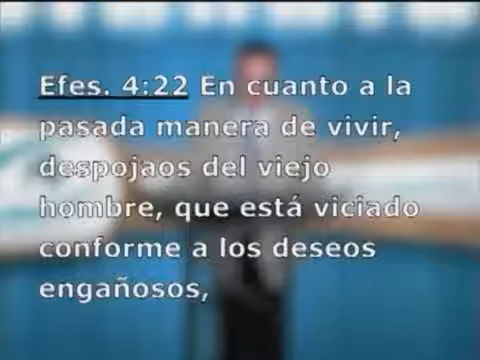 Efes. 4:22 En cuanto a la
pasada manera de vivir,
despojaos del viejo
hombre, que está viciado
conforme a los deseos
engañosos,